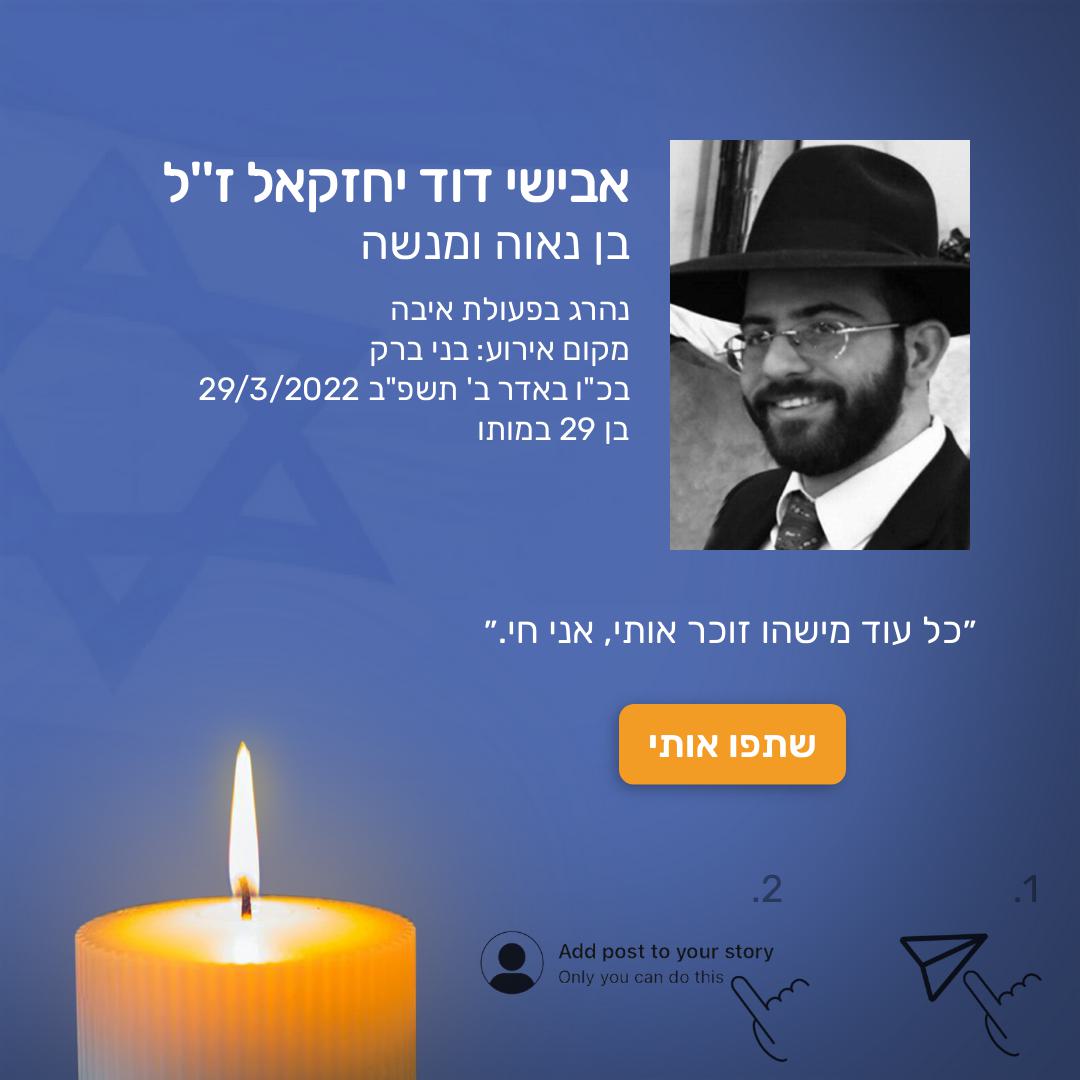 אבישי דוד יחזקאל ז"ל
בן נאוה ומנשה
נהרג בפעולת איבה
מקום אירוע: בני ברק
בכ"ו באדר ב' תשפ"ב 29/3/2022
בן 29 במותו
״כל עוד מישהו זוכר אותי, אני חי.״
שתפו אותי
1.
2.
Add post to your story
Only you can do this